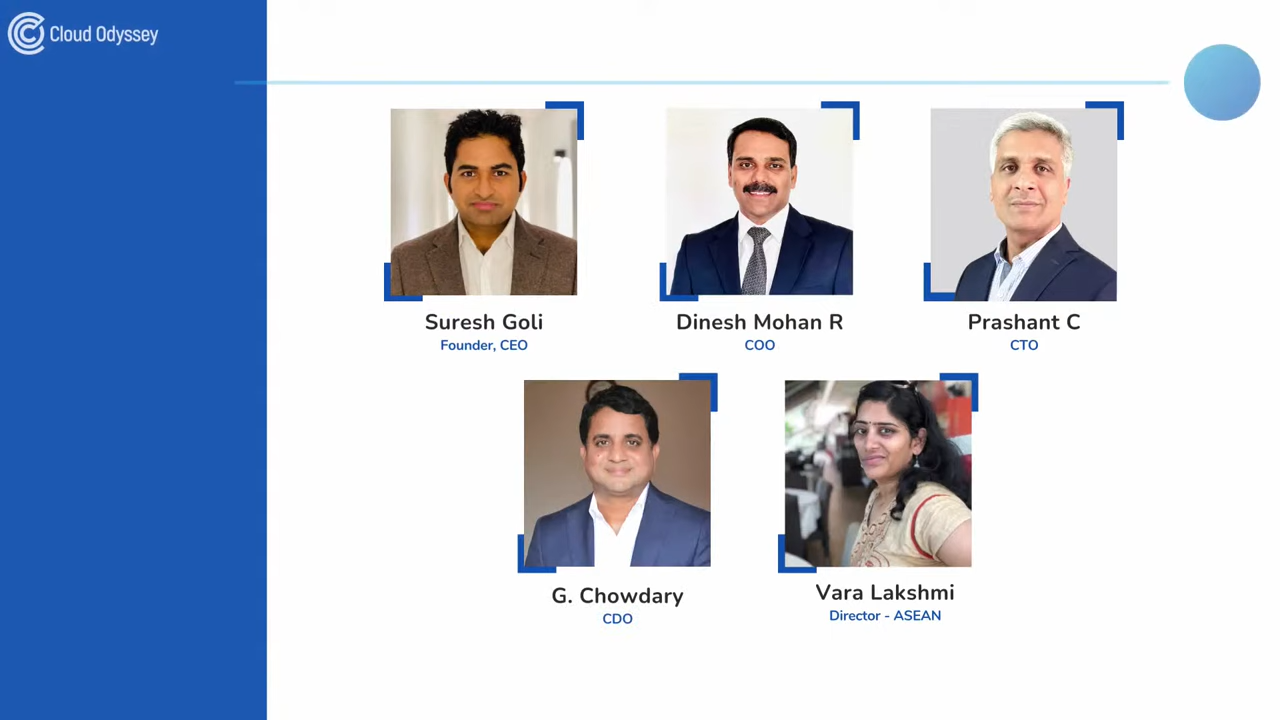 Cloud Odyssey
Suresh Goli
Founder, CEO
Dinesh Mohan R
COO
Prashant C
CTO
G. Chowdary
CDO
Vara Lakshmi
Director - ASEAN